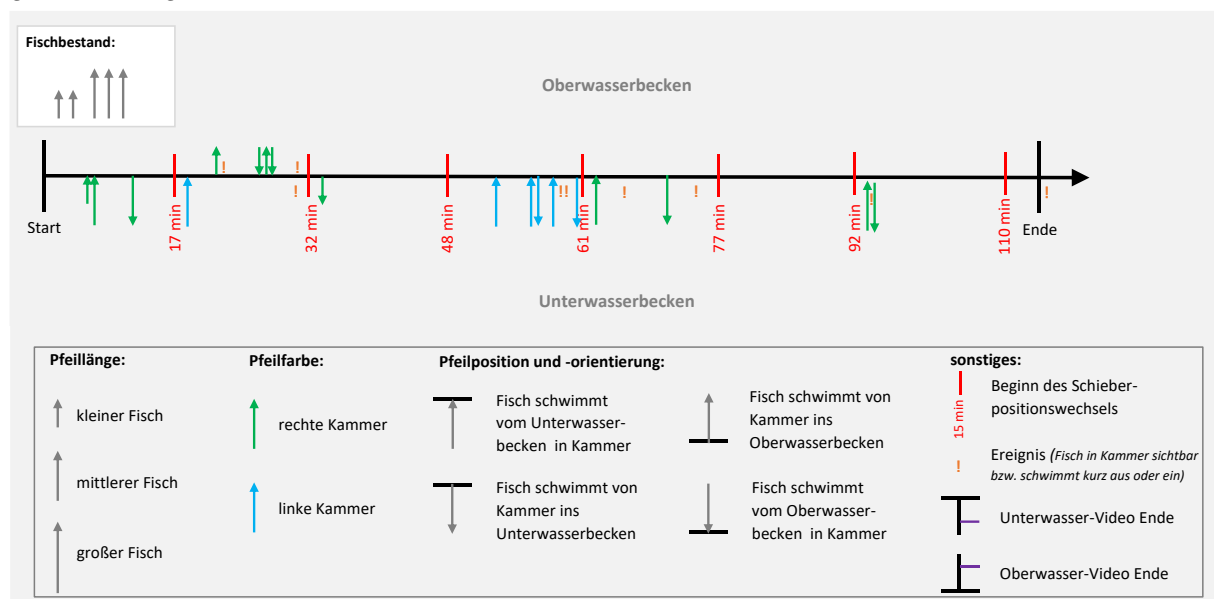 Fischbestand:
Oberwasserbecken
Start
17 min
32 min
48 min
61 min
77 min
92 min
110 min
Ende
!
!
!
!
!!
!
!
!
!
Unterwasserbecken
Pfeillänge:
kleiner Fisch
mittlerer Fisch
großer Fisch
Pfeilfarbe:
rechte Kammer
linke Kammer
Pfeilposition und -orientierung:
Fisch schwimmt
vom Unterwasser-
becken in Kammer
Fisch schwimmt von
Kammer ins
Unterwasserbecken
Fisch schwimmt von
Kammer ins
Oberwasserbecken
Fisch schwimmt
vom Oberwasser-
becken in Kammer
sonstiges:
15 min
Beginn des Schieber-
positionswechsels
!
Ereignis (Fisch in Kammer sichtbar
bzw. schwimmt kurz aus oder ein)
Unterwasser-Video Ende
Oberwasser-Video Ende